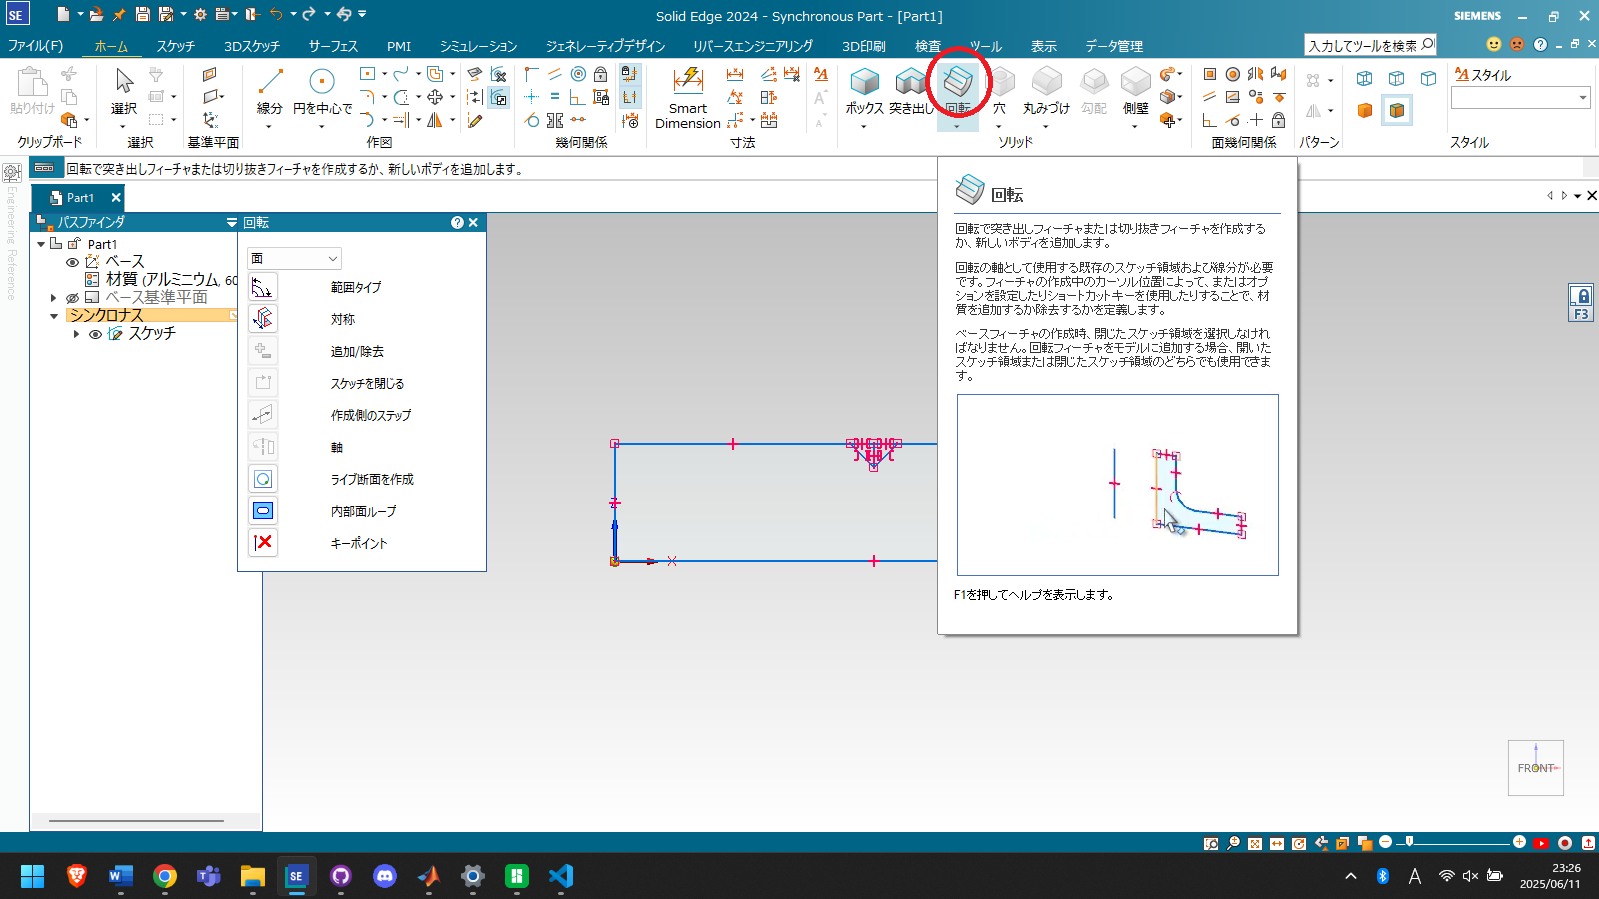 SE
Solid Edge 2024 - Synchronous Part - [Part1]
SIEMENS
ファイル(F)
ホーム
スケッチ
3Dスケッチ
サーフェス
PMI
シミュレーション
ジェネレーティブデザイン
リバースエンジニアリング
3D印刷
検査
ツール
表示
データ管理
入力してツールを検索
貼り付け
クリップボード
選択
選択
基準平面
線分
円を中心で
作図
幾何関係
Smart
Dimension
寸法
ボックス
突き出し
回転
穴
丸みづけ
勾配
側壁
ソリッド
面幾何関係
パターン
スタイル
スタイル
回転で突き出しフィーチャまたは切り抜きフィーチャを作成するか、新しいボディを追加します。
Engineering Reference
Part1
パスファインダ
Part1
ベース
材質 (アルミニウム, 60
ベース基準平面
シンクロナス
スケッチ
回転
面
範囲タイプ
対称
追加/除去
スケッチを閉じる
作成側のステップ
軸
ライブ断面を作成
内部面ループ
キーポイント
Z
X
回転
回転で突き出しフィーチャまたは切り抜きフィーチャを作成する
か、新しいボディを追加します。
回転の軸として使用する既存のスケッチ領域および線分が必要
です。フィーチャの作成中のカーソル位置によって、またはオプ
ションを設定したりショートカットキーを使用したりすることで、材
質を追加するか除去するかを定義します。
ベースフィーチャの作成時、閉じたスケッチ領域を選択しなけれ
ばなりません。回転フィーチャをモデルに追加する場合、開いた
スケッチ領域または閉じたスケッチ領域のどちらでも使用できま
す。
F1を押してヘルプを表示します。
F3
FRONT
SE
A
23:26
2025/06/11